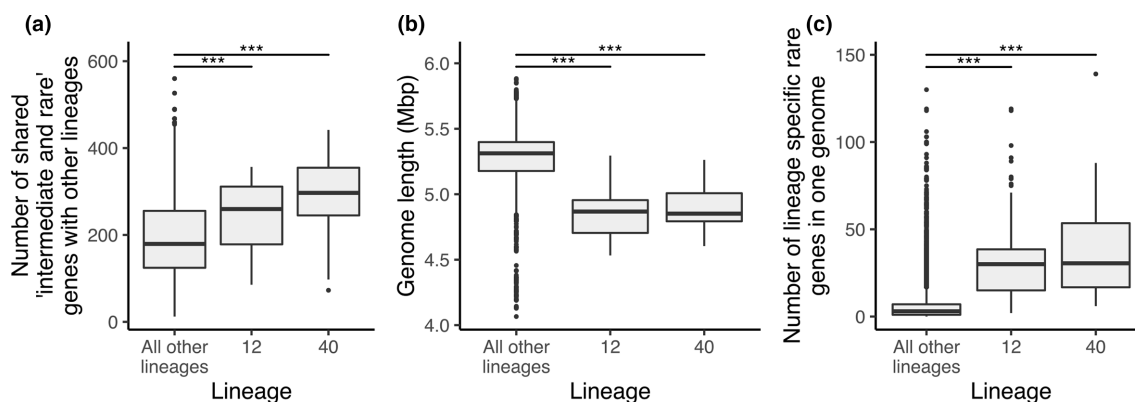 (a)
Number of shared
'intermediate and rare'
genes with other lineages
600
400
200
0
***
***
All other
lineages
12
40
Lineage
(b)
Genome length (Mbp)
6.0
5.5
5.0
4.5
4.0
***
***
All other
lineages
12
40
Lineage
(c)
Number of lineage specific rare
genes in one genome
150
100
50
0
***
***
All other
lineages
12
40
Lineage